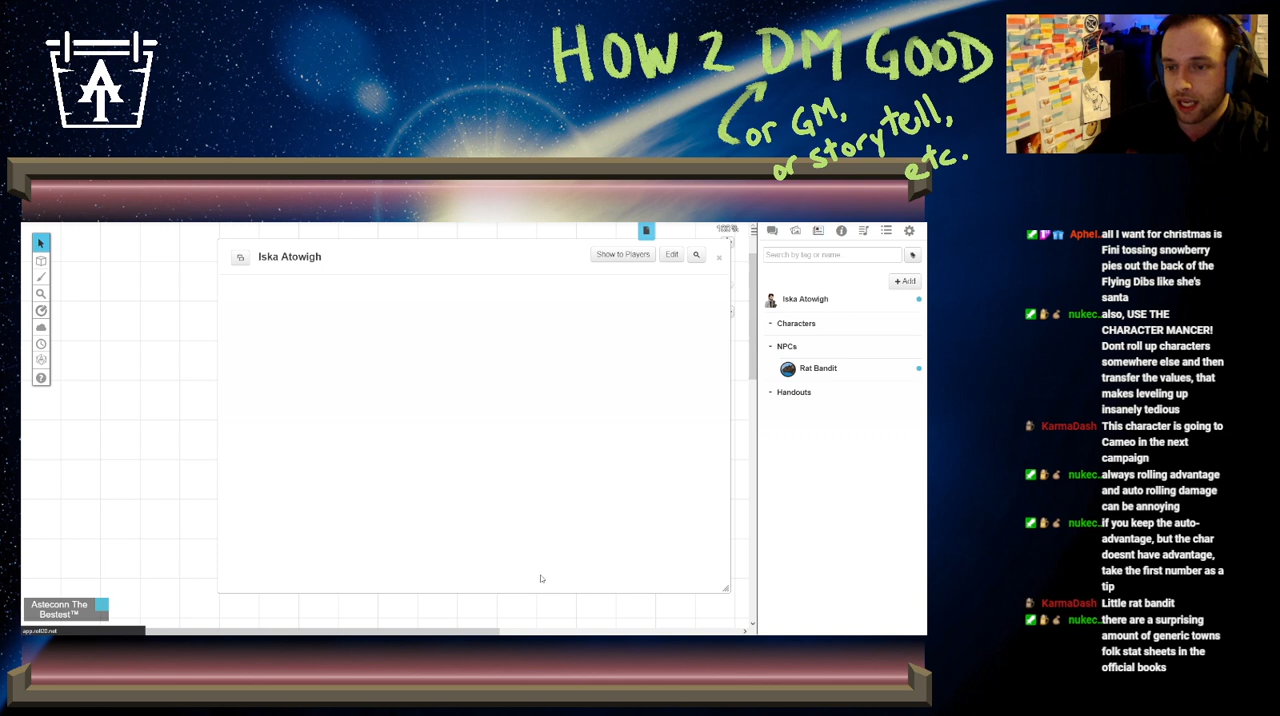 HOW 2 DM GOOD
or GM,
or storytell,
etc.
Iska Atowigh
Show to Players
Edit
100%
Search by tag or name..
+ Add
Iska Atowigh
Characters
NPCs
Rat Bandit
Handouts
Asteconn The
Bestest™
app.roll20.net
Aphel.. all I want for christmas is
Fini tossing snowberry
pies out the back of the
Flying Dibs like she's
santa
nukec.. also, USE THE
CHARACTER MANCER!
Dont roll up characters
somewhere else and then
transfer the values, that
makes leveling up
insanely tedious
KarmaDash This character is going to
Cameo in the next
campaign
nukec.. always rolling advantage
and auto rolling damage
can be annoying
nukec.. if you keep the auto-
advantage, but the char
doesnt have advantage,
take the first number as a
tip
KarmaDash Little rat bandit
nukec.. there are a surprising
amount of generic towns
folk stat sheets in the
official books